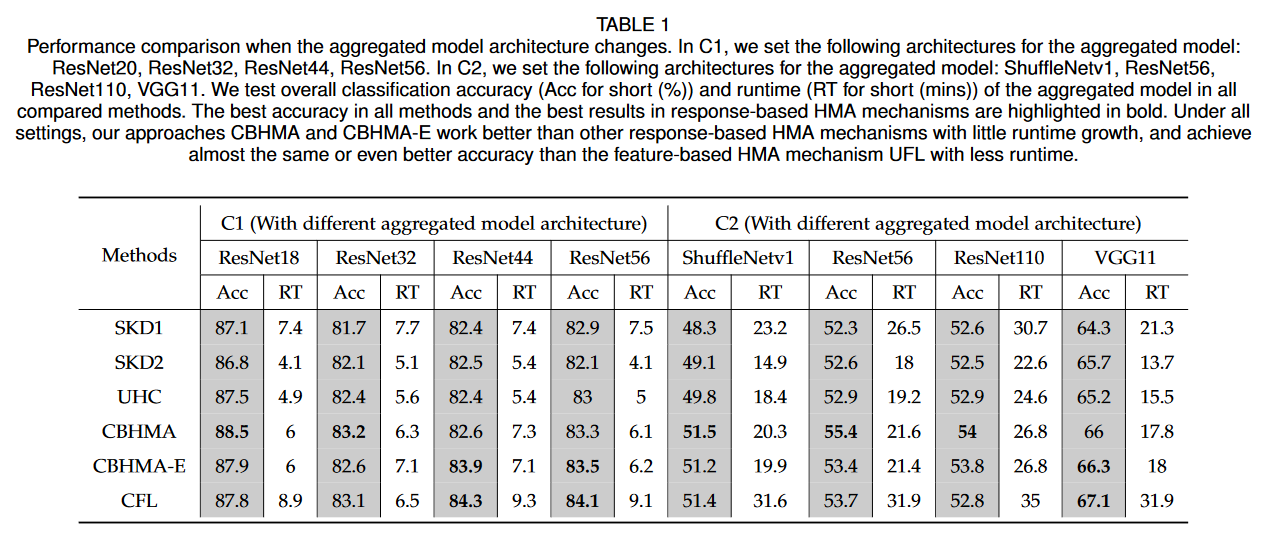 TABLE 1
Performance comparison when the aggregated model architecture changes. In C1, we set the following architectures for the aggregated model:
ResNet20, ResNet32, ResNet44, ResNet56. In C2, we set the following architectures for the aggregated model: ShuffleNetv1, ResNet56,
ResNet110, VGG11. We test overall classification accuracy (Acc for short (%)) and runtime (RT for short (mins)) of the aggregated model in all
compared methods. The best accuracy in all methods and the best results in response-based HMA mechanisms are highlighted in bold. Under all
settings, our approaches CBHMA and CBHMA-E work better than other response-based HMA mechanisms with little runtime growth, and achieve
almost the same or even better accuracy than the feature-based HMA mechanism UFL with less runtime.
Methods C1 (With different aggregated model architecture) C2 (With different aggregated model architecture)
ResNet18 ResNet32 ResNet44 ResNet56 ShuffleNetv1 ResNet56 ResNet110 VGG11
Acc RT Acc RT Acc RT Acc RT Acc RT Acc RT Acc RT Acc RT
SKD1 87.1 7.4 81.7 7.7 82.4 7.4 82.9 7.5 48.3 23.2 52.3 26.5 52.6 30.7 64.3 21.3
SKD2 86.8 4.1 82.1 5.1 82.5 5.4 82.1 4.1 49.1 14.9 52.6 18 52.5 22.6 65.7 13.7
UHC 87.5 4.9 82.4 5.6 82.4 5.4 83 5 49.8 18.4 52.9 19.2 52.9 24.6 65.2 15.5
CBHMA 88.5 6 83.2 6.3 82.6 7.3 83.3 6.1 51.5 20.3 55.4 21.6 54 26.8 66 17.8
CBHMA-E 87.9 6 82.6 7.1 83.9 7.1 83.5 6.2 51.2 19.9 53.4 21.4 53.8 26.8 66.3 18
CFL 87.8 8.9 83.1 6.5 84.3 9.3 84.1 9.1 51.4 31.6 53.7 31.9 52.8 35 67.1 31.9